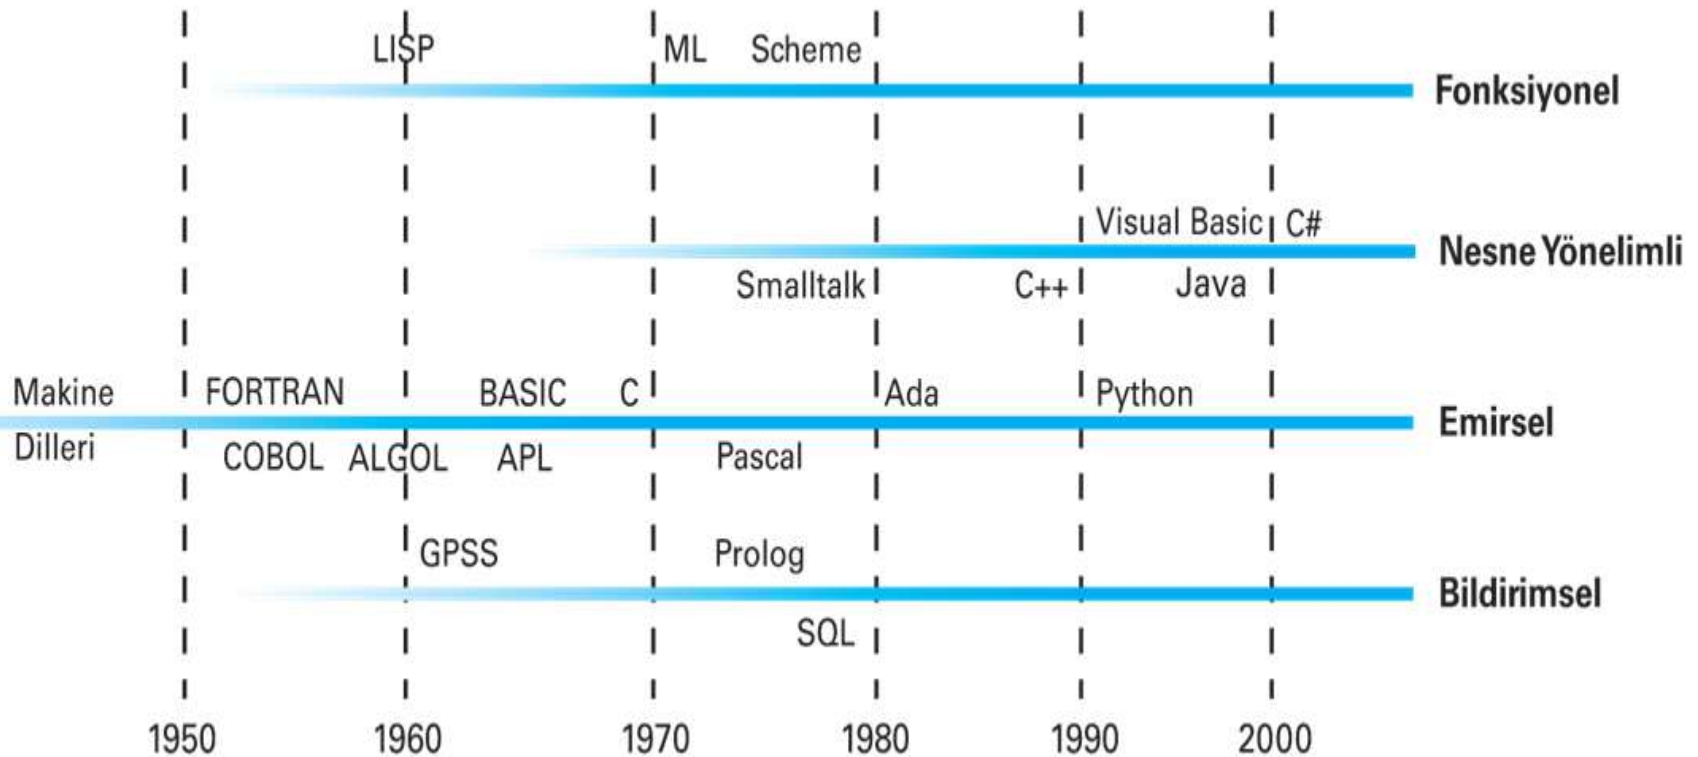 LISP ML Scheme
Fonksiyonel
Visual Basic C#
Nesne Yönelimli
Smalltalk C++ Java
Makine FORTRAN BASIC C Ada Python
Emirsel
Dilleri COBOL ALGOL APL Pascal
GPSS Prolog
Bildirimsel
SQL
1950 1960 1970 1980 1990 2000